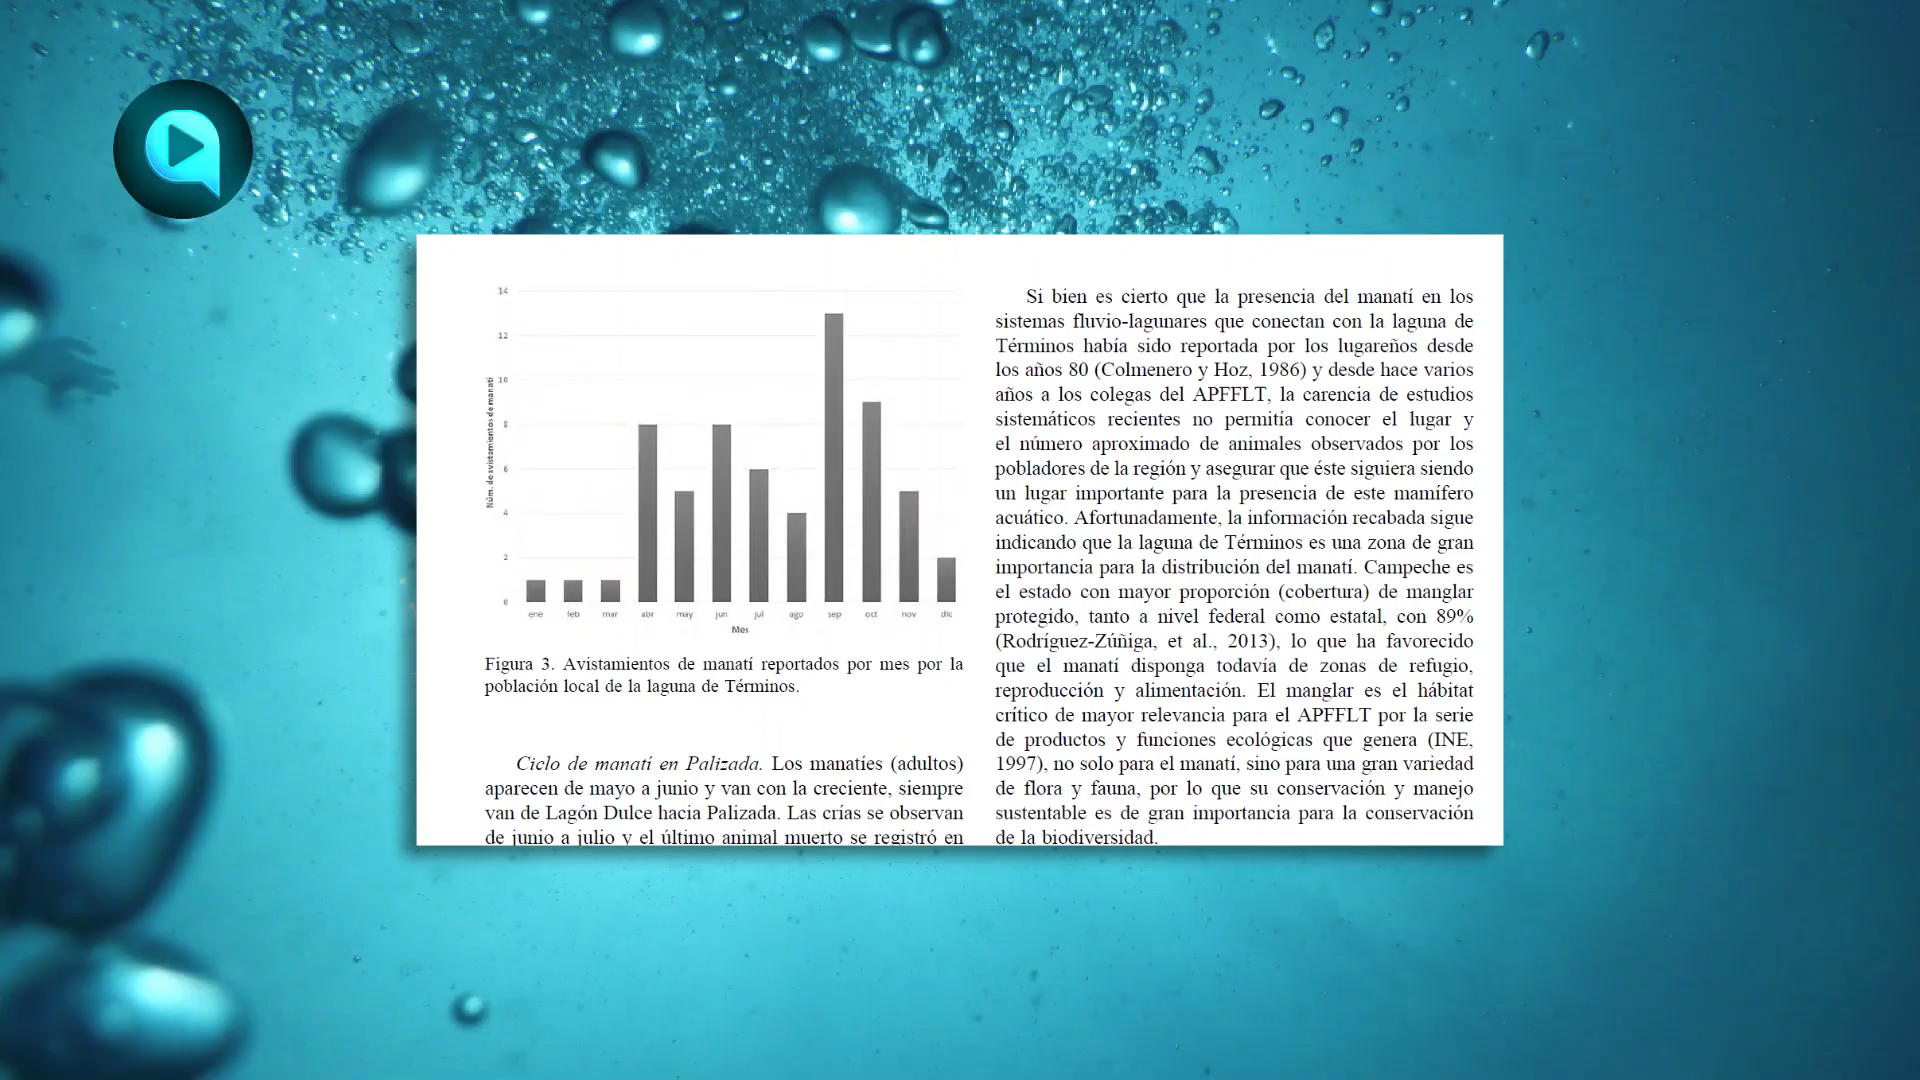 14
12
10
8
6
4
2
0
Núm. de avistamientos de manatí
ene feb mar abr may jun jul ago sep oct nov dic
Mes
Figura 3. Avistamientos de manatí reportados por mes por la
población local de la laguna de Términos.
Ciclo de manatí en Palizada. Los manatíes (adultos)
aparecen de mayo a junio y van con la creciente, siempre
van de Lagón Dulce hacia Palizada. Las crías se observan
de junio a julio y el último animal muerto se registró en
Si bien es cierto que la presencia del manatí en los
sistemas fluvio-lagunares que conectan con la laguna de
Términos había sido reportada por los lugareños desde
los años 80 (Colmenero y Hoz, 1986) y desde hace varios
años a los colegas del APFFLT, la carencia de estudios
sistemáticos recientes no permitía conocer el lugar y
el número aproximado de animales observados por los
pobladores de la región y asegurar que éste siguiera siendo
un lugar importante para la presencia de este mamífero
acuático. Afortunadamente, la información recabada sigue
indicando que la laguna de Términos es una zona de gran
importancia para la distribución del manatí. Campeche es
el estado con mayor proporción (cobertura) de manglar
protegido, tanto a nivel federal como estatal, con 89%
(Rodríguez-Zúñiga, et al., 2013), lo que ha favorecido
que el manatí disponga todavía de zonas de refugio,
reproducción y alimentación. El manglar es el hábitat
crítico de mayor relevancia para el APFFLT por la serie
de productos y funciones ecológicas que genera (INE,
1997), no solo para el manatí, sino para una gran variedad
de flora y fauna, por lo que su conservación y manejo
sustentable es de gran importancia para la conservación
de la biodiversidad.